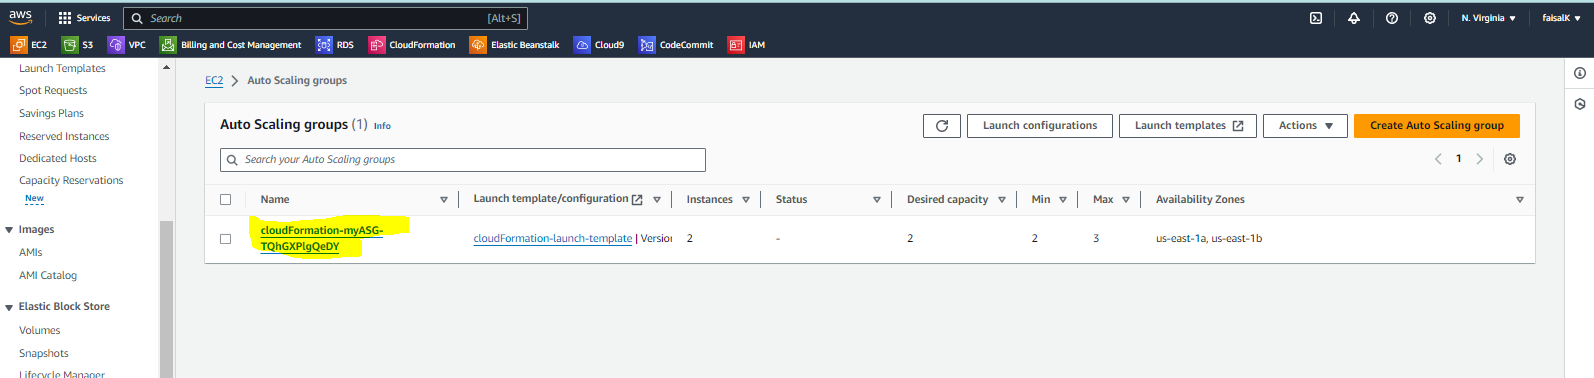 aws Services Search [Alt+S] N. Virginia faisalK
EC2 S3 VPC Billing and Cost Management RDS CloudFormation Elastic Beanstalk Cloud9 CodeCommit IAM
Launch Templates
Spot Requests
Savings Plans
Reserved Instances
Dedicated Hosts
Capacity Reservations
New
Images
AMIs
AMI Catalog
Elastic Block Store
Volumes
Snapshots
Lifecycle Manager
EC2 > Auto Scaling groups
Auto Scaling groups (1) Info Launch configurations Launch templates Actions Create Auto Scaling group
Search your Auto Scaling groups 1
Name Launch template/configuration Instances Status Desired capacity Min Max Availability Zones
cloudFormation-myASG-
TQhGXPlgQeDY
cloudFormation-launch-template | Version 2 - 2 2 3 us-east-1a, us-east-1b